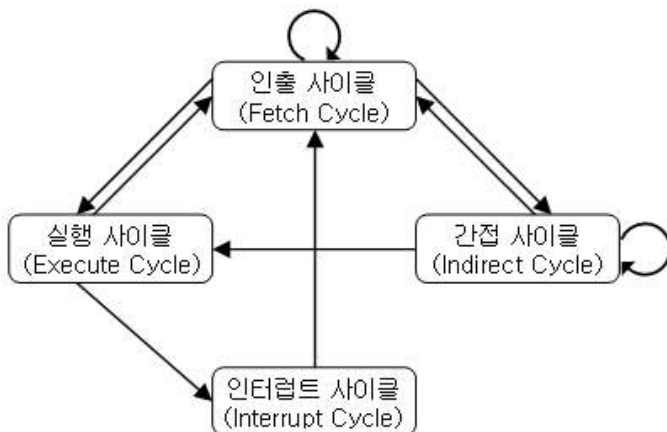 인출 사이클
(Fetch Cycle)
실행 사이클
(Execute Cycle)
간접 사이클
(Indirect Cycle)
인터럽트 사이클
(Interrupt Cycle)